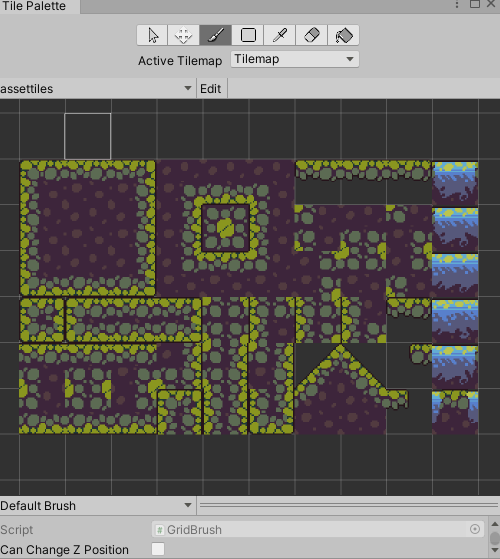 Tile Palette
Active Tilemap Tilemap
assettiles Edit
Default Brush
Script GridBrush
Can Change Z Position